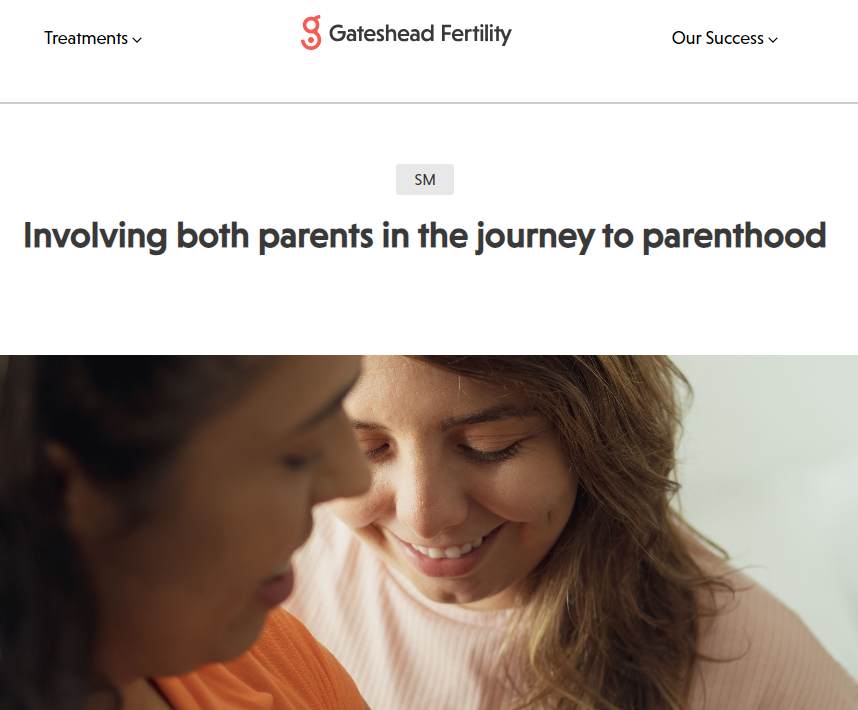 Treatments
Gateshead Fertility
Our Success
SM
Involving both parents in the journey to parenthood